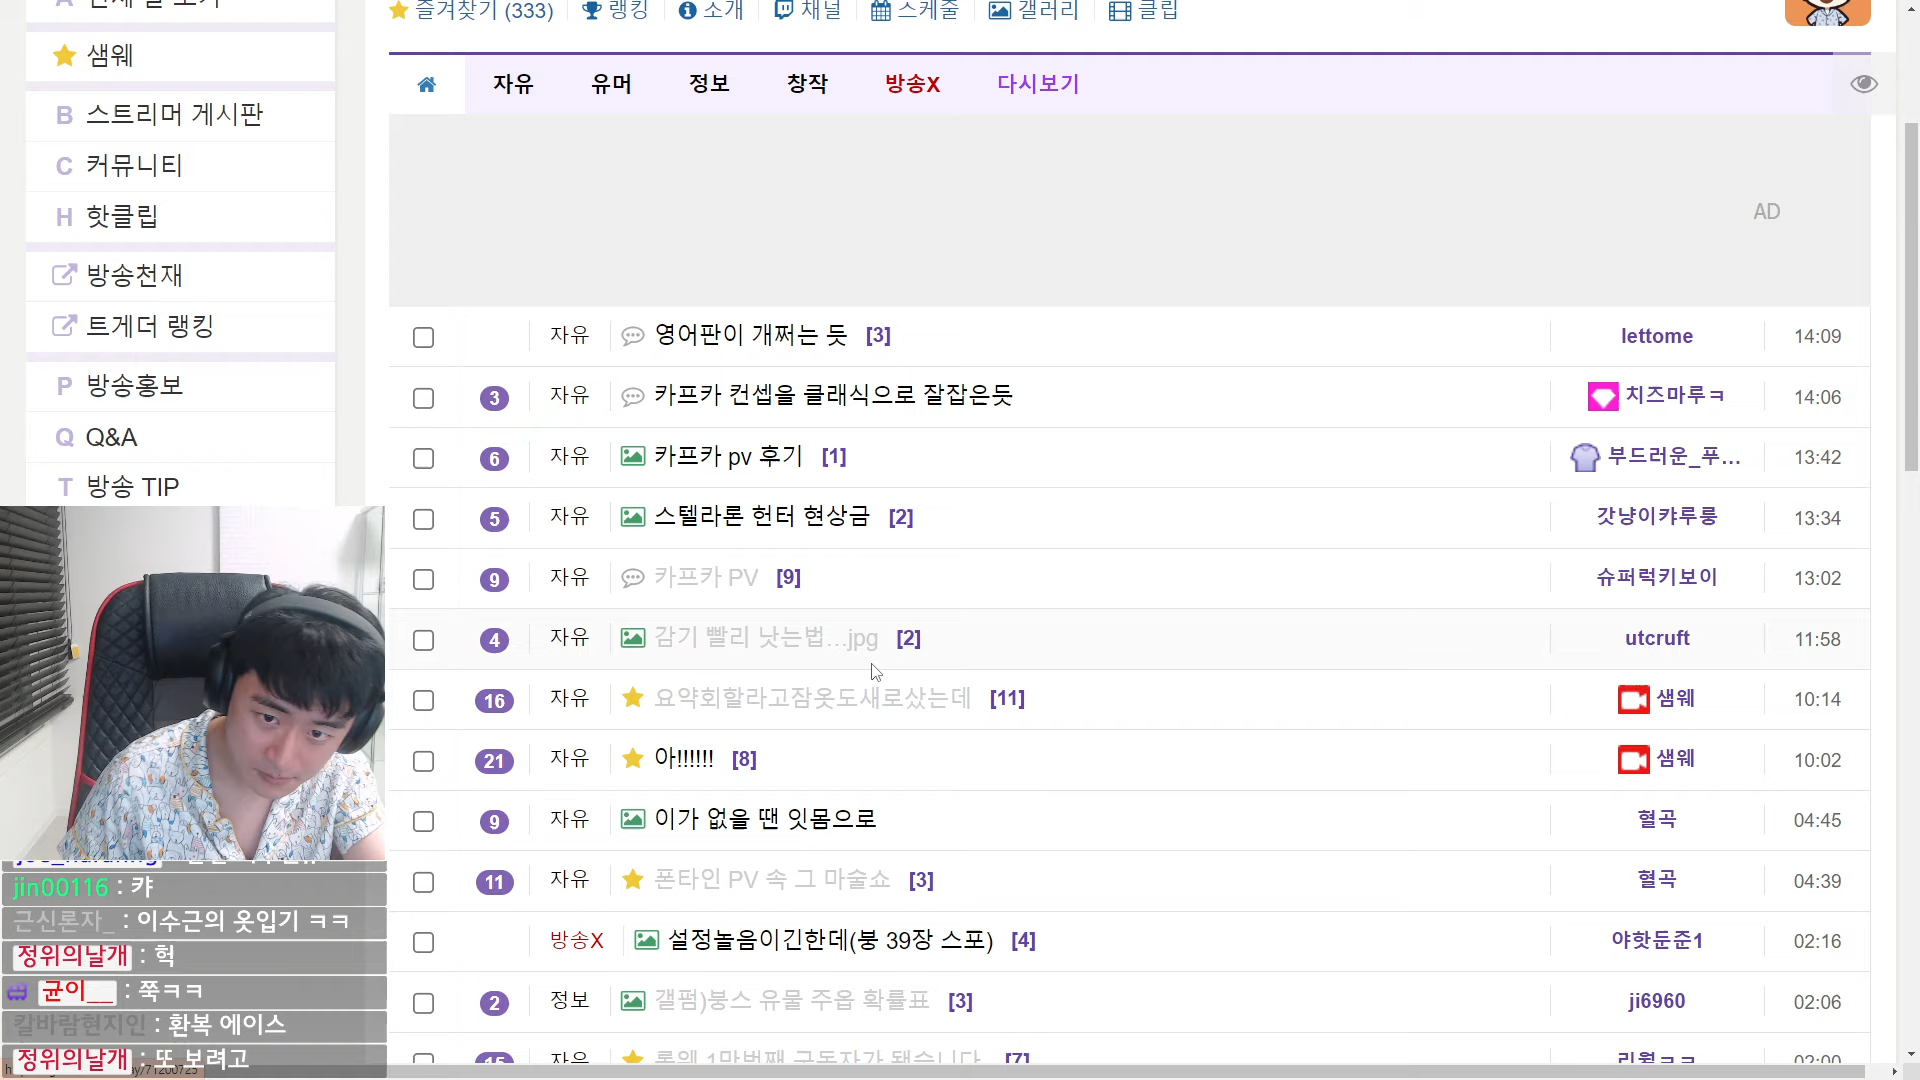 즐겨찾기 (333) 랭킹 소개 채널 스케줄 갤러리 클립
샘웨
자유 유머 정보 창작 방송X 다시보기
B 스트리머 게시판
C 커뮤니티
H 핫클립
방송천재
트게더 랭킹
P 방송홍보
Q Q&A
T 방송 TIP
AD
자유 영어판이 개쩌는 듯 [3] lettome 14:09
3 자유 카프카 컨셉을 클래식으로 잘잡은듯 치즈마루ㅋ 14:06
6 자유 카프카 pv 후기 [1] 부드러운_푸... 13:42
5 자유 스텔라론 헌터 현상금 [2] 갓냥이캬루룽 13:34
9 자유 카프카 PV [9] 슈퍼럭키보이 13:02
4 자유 감기 빨리 낫는법...jpg [2] utcruft 11:58
16 자유 요약회할라고잠옷도새로샀는데 [11] 샘웨 10:14
21 자유 아!!!!!! [8] 샘웨 10:02
9 자유 이가 없을 땐 잇몸으로 혈곡 04:45
11 자유 폰타인 PV 속 그 마술쇼 [3] 혈곡 04:39
방송X 설정놀음이긴한데(붕 39장 스포) [4] 야핫둔준1 02:16
2 정보 갤펌)붕스 유물 주옵 확률표 [3] ji6960 02:06
15 자유 [7] 02:00
jin00116 : 캬
근신론자_ : 이수근의 옷입기 ㅋㅋ
정위의날개 : 헉
균이__ : 쭉ㅋㅋ
칼바람현지인 : 환복 에이스
정위의날개 : 또 보려고